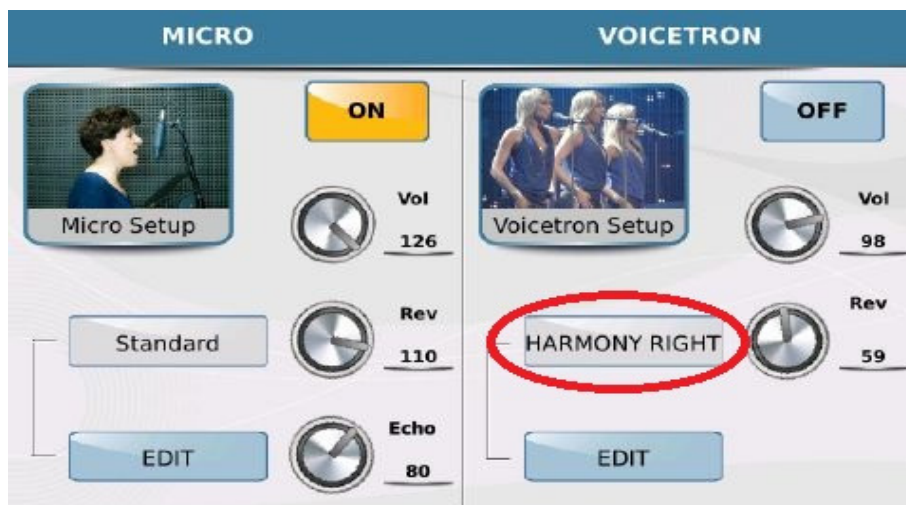 MICRO
VOICETRON
ON
Micro Setup
Vol
126
Standard
Rev
110
EDIT
Echo
80
OFF
Voicetron Setup
Vol
98
HARMONY RIGHT
Rev
59
EDIT